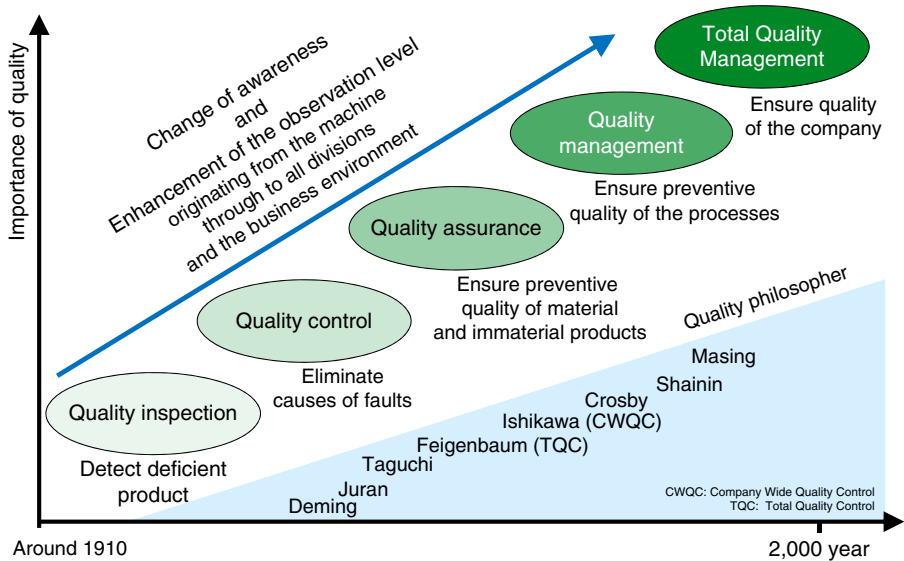 Importance of quality
Change of awareness
and
Enhancement of the observation level
originating from the machine
through to all divisions
and the business environment
Total Quality
Management
Ensure quality
of the company
Quality
management
Ensure preventive
quality of the processes
Quality assurance
Ensure preventive
quality of material
and immaterial products
Quality control
Eliminate
causes of faults
Quality inspection
Detect deficient
product
Quality philosopher
Masing
Shainin
Crosby
Ishikawa (CWQC)
Feigenbaum (TQC)
Taguchi
Juran
Deming
CWQC: Company Wide Quality Control
TQC: Total Quality Control
Around 1910
2,000 year